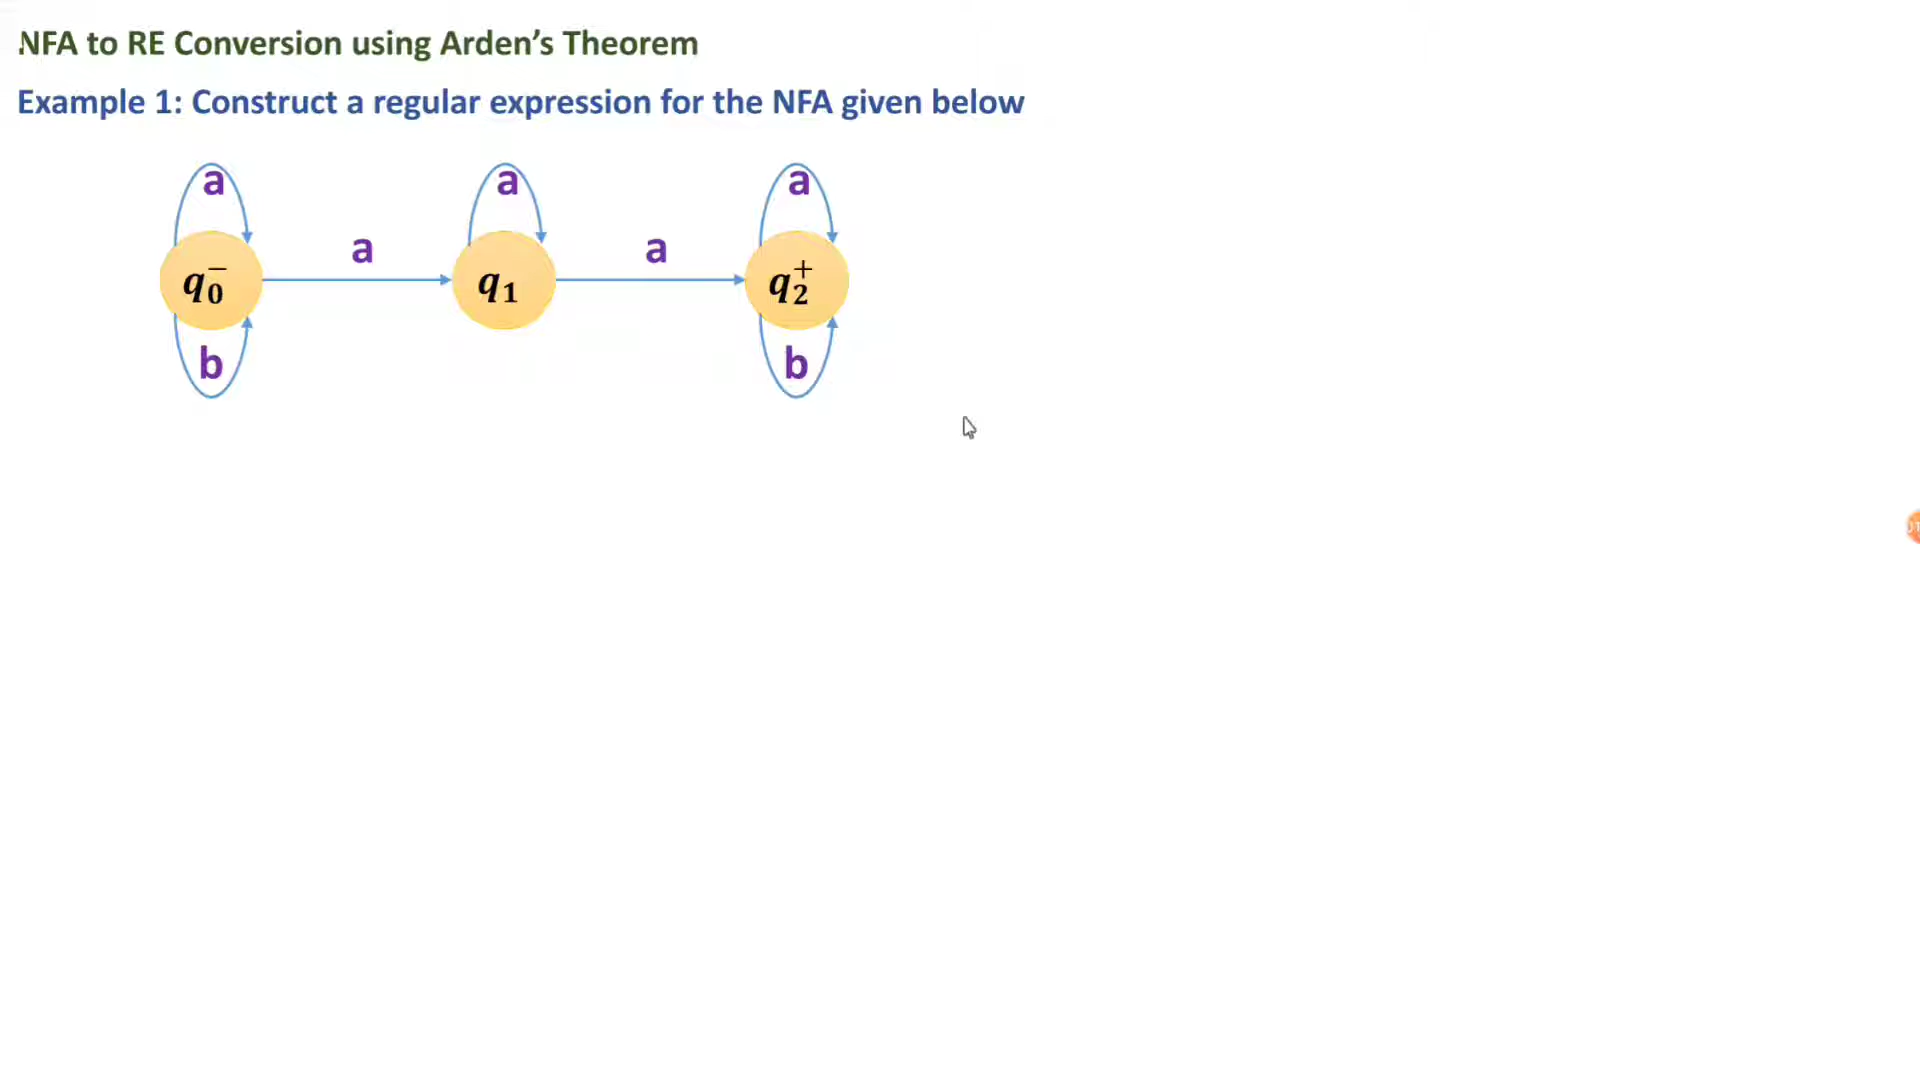 NFA to RE Conversion using Arden’s Theorem
Example 1: Construct a regular expression for the NFA given below
a a a
a a
q₀⁻ q₁ q₂⁺
b b